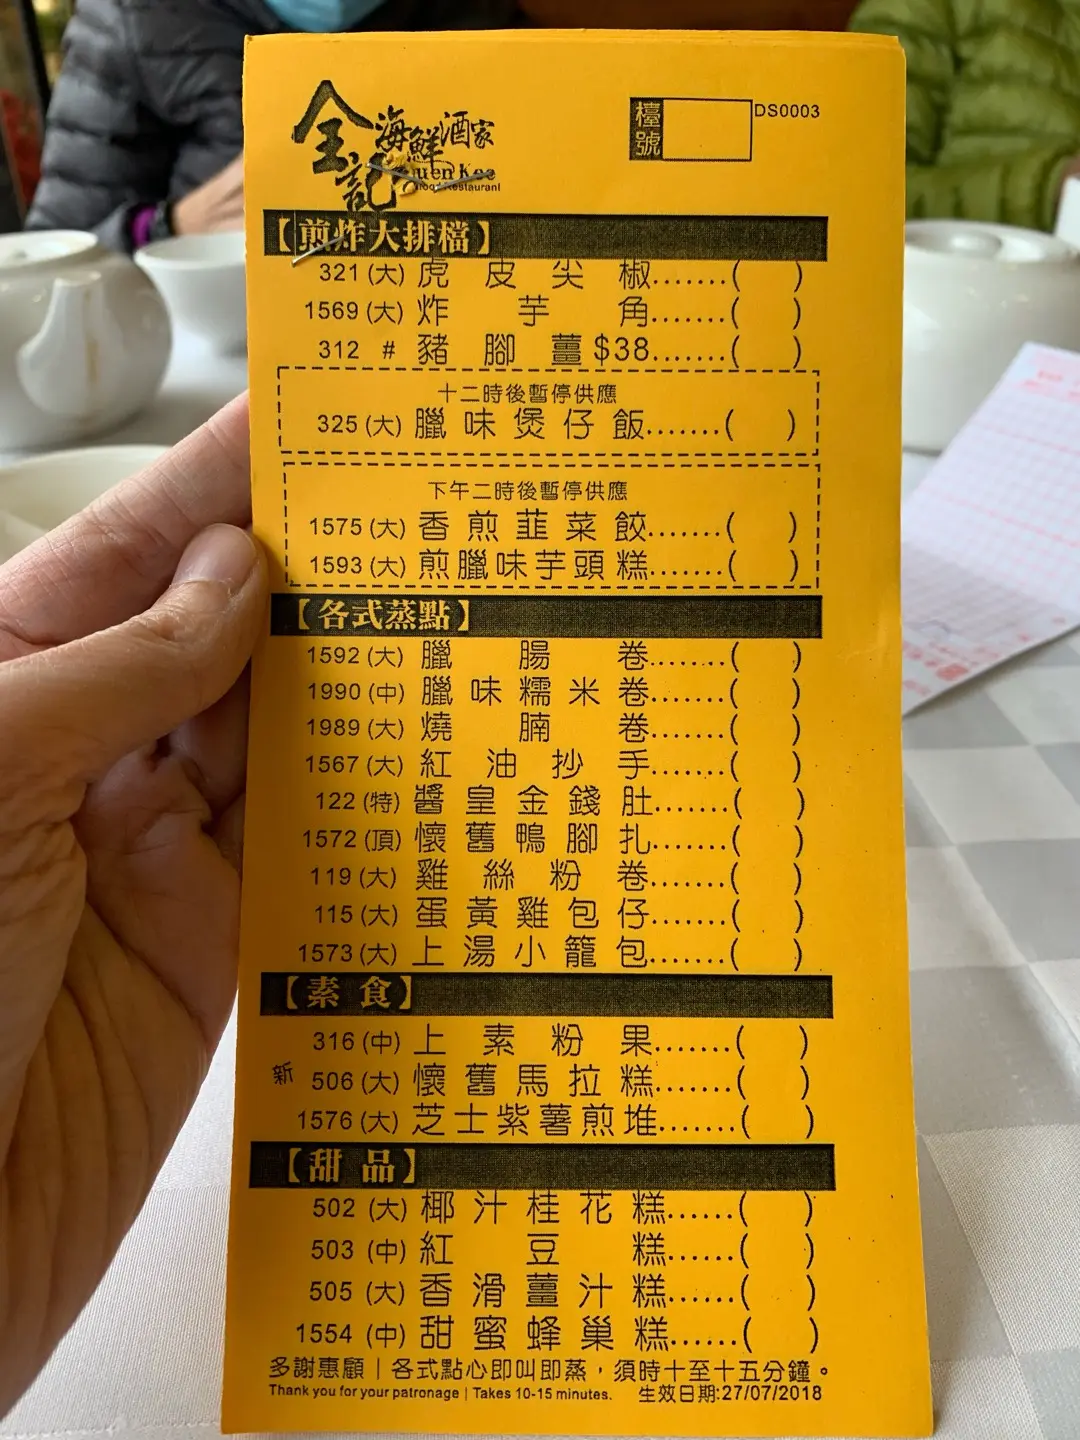 全記海鮮酒家
Restaurant
檯號
DS0003
【煎炸大排檔】
321 (大) 虎皮尖椒.......( )
1569 (大) 炸芋角.......( )
312 # 豬腳薑$38.......( )
十二時後暫停供應
325 (大) 臘味煲仔飯.......( )
下午二時後暫停供應
1575 (大) 香煎韮菜餃.......( )
1593 (大) 煎臘味芋頭糕.......( )
【各式蒸點】
1592 (大) 臘腸卷.......( )
1990 (中) 臘味糯米卷.......( )
1989 (大) 燒腩卷.......( )
1567 (大) 紅油抄手.......( )
122 (特) 醬皇金錢肚.......( )
1572 (頂) 懷舊鴨腳扎.......( )
119 (大) 雞絲粉卷.......( )
115 (大) 蛋黃雞包仔.......( )
1573 (大) 上湯小籠包.......( )
【素食】
316 (中) 上素粉果.......( )
新 506 (大) 懷舊馬拉糕.......( )
1576 (大) 芝士紫薯煎堆.......( )
【甜品】
502 (大) 椰汁桂花糕......( )
503 (中) 紅豆糕......( )
505 (大) 香滑薑汁糕......( )
1554 (中) 甜蜜蜂巢糕......( )
多謝惠顧｜各式點心即叫即蒸，須時十至十五分鐘。
Thank you for your patronage | Takes 10-15 minutes. 生效日期:27/07/2018